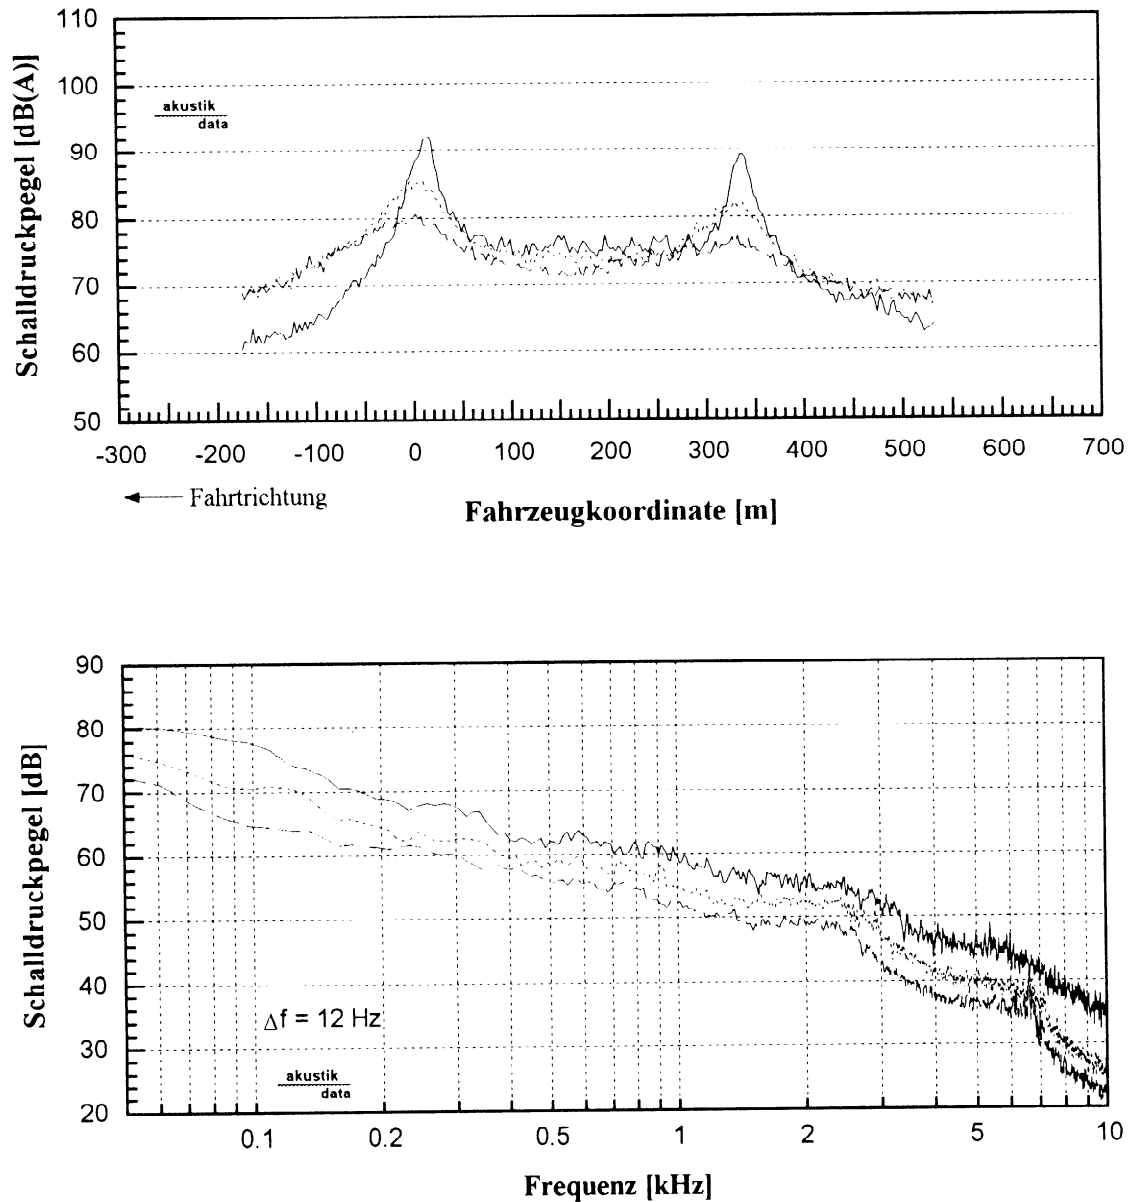 Schalldruckpegel [dB(A)]
110
100
90
80
70
60
50
akustik
data
-300 -200 -100 0 100 200 300 400 500 600 700
Fahrtrichtung
Fahrzeugkoordinate [m]
Schalldruckpegel [dB]
90
80
70
60
50
40
30
20
Δf = 12 Hz
akustik
data
0.1 0.2 0.5 1 2 5 10
Frequenz [kHz]